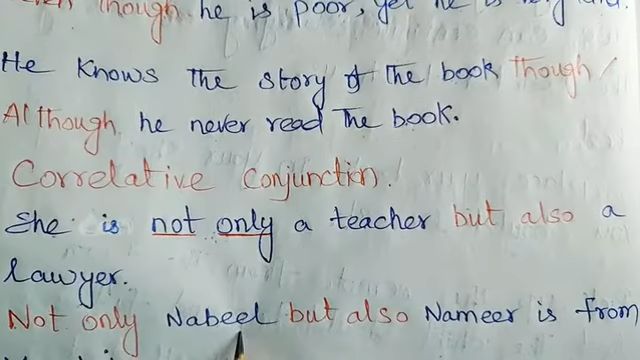 though he is poor, yet he is
He knows the story of the book though/
Although he never read the book.
Correlative Conjunction.
She is not only a teacher but also a
lawyer.
Not only Nabeel but also Nameer is from